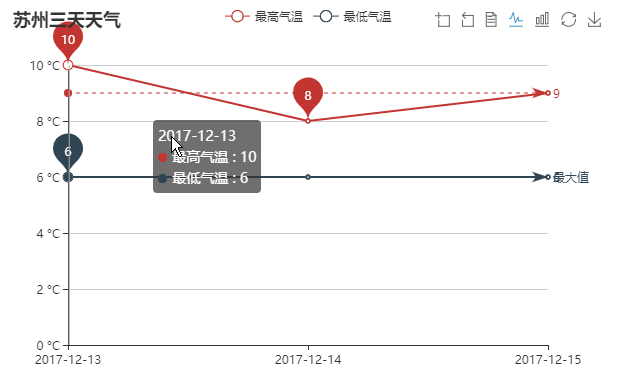 苏州三天天气
最高气温 最低气温
10
10 °C
8
9
8 °C
2017-12-13
最高气温 : 10
6
最低气温 : 6
6 °C
最大值
4 °C
2 °C
0 °C
2017-12-13 2017-12-14 2017-12-15